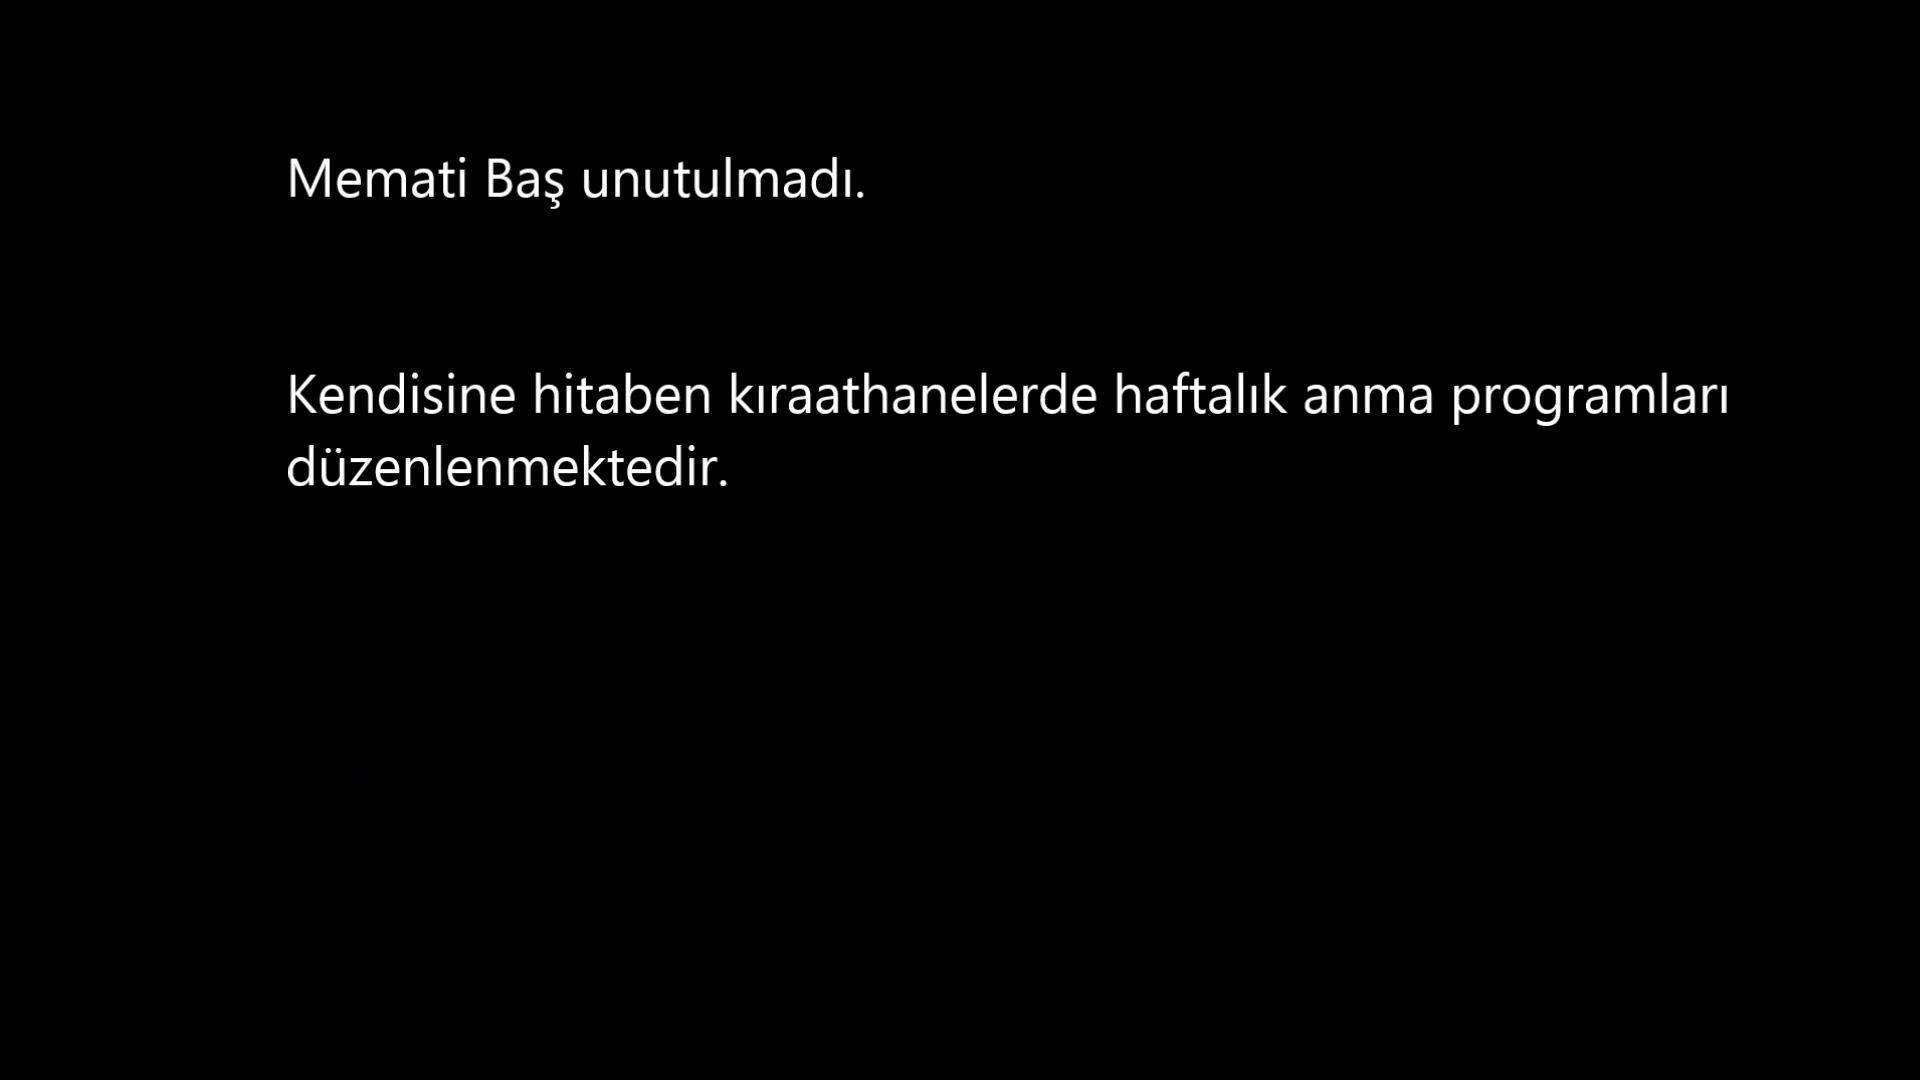 Memati Baş unutulmadı.
Kendisine hitaben kıraathanelerde haftalık anma programları
düzenlenmektedir.